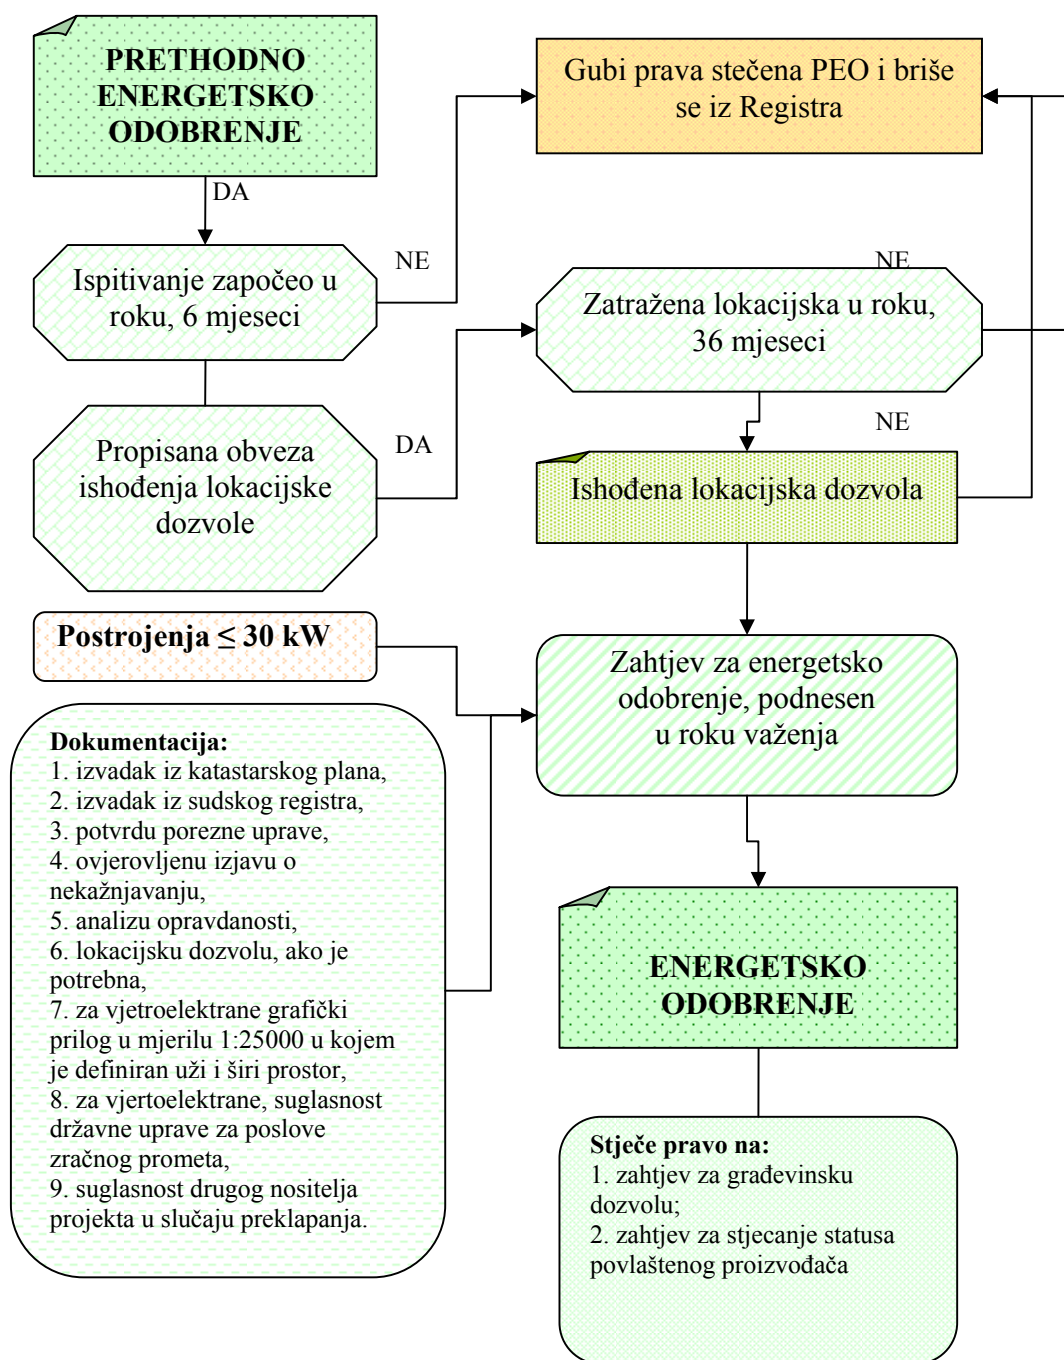 PRETHODNO
ENERGETSKO
ODOBRENJE
Gubi prava stečena PEO i briše
se iz Registra
DA
Ispitivanje započeo u
roku, 6 mjeseci
NE
NE
Zatražena lokacijska u roku,
36 mjeseci
Propisana obveza
ishođenja lokacijske
dozvole
DA
NE
Ishođena lokacijska dozvola
Postrojenja ≤ 30 kW
Zahtjev za energetsko
odobrenje, podnesen
u roku važenja
Dokumentacija:
1. izvadak iz katastarskog plana,
2. izvadak iz sudskog registra,
3. potvrdu porezne uprave,
4. ovjerovljenu izjavu o
nekažnjavanju,
5. analizu opravdanosti,
6. lokacijsku dozvolu, ako je
potrebna,
7. za vjetroelektrane grafički
prilog u mjerilu 1:25000 u kojem
je definiran uži i širi prostor,
8. za vjertoelektrane, suglasnost
državne uprave za poslove
zračnog prometa,
9. suglasnost drugog nositelja
projekta u slučaju preklapanja.
ENERGETSKO
ODOBRENJE
Stječe pravo na:
1. zahtjev za građevinsku
dozvolu;
2. zahtjev za stjecanje statusa
povlaštenog proizvođača